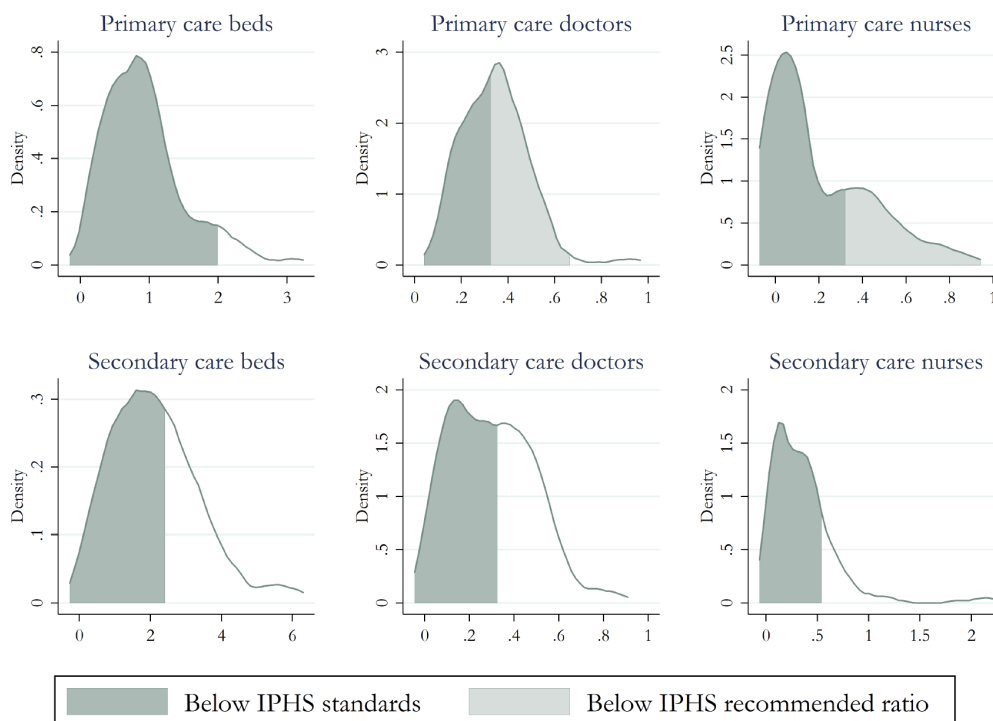 Primary care beds
Density
0 .2 .4 .6 .8
0 1 2 3
Primary care doctors
Density
0 1 2 3
0 .2 .4 .6 .8 1
Primary care nurses
Density
0 .5 1 1.5 2 2.5
0 .2 .4 .6 .8 1
Secondary care beds
Density
0 .1 .2 .3
0 2 4 6
Secondary care doctors
Density
0 .5 1 1.5 2
0 .2 .4 .6 .8 1
Secondary care nurses
Density
0 .5 1 1.5 2
0 .5 1 1.5 2
Below IPHS standards
Below IPHS recommended ratio